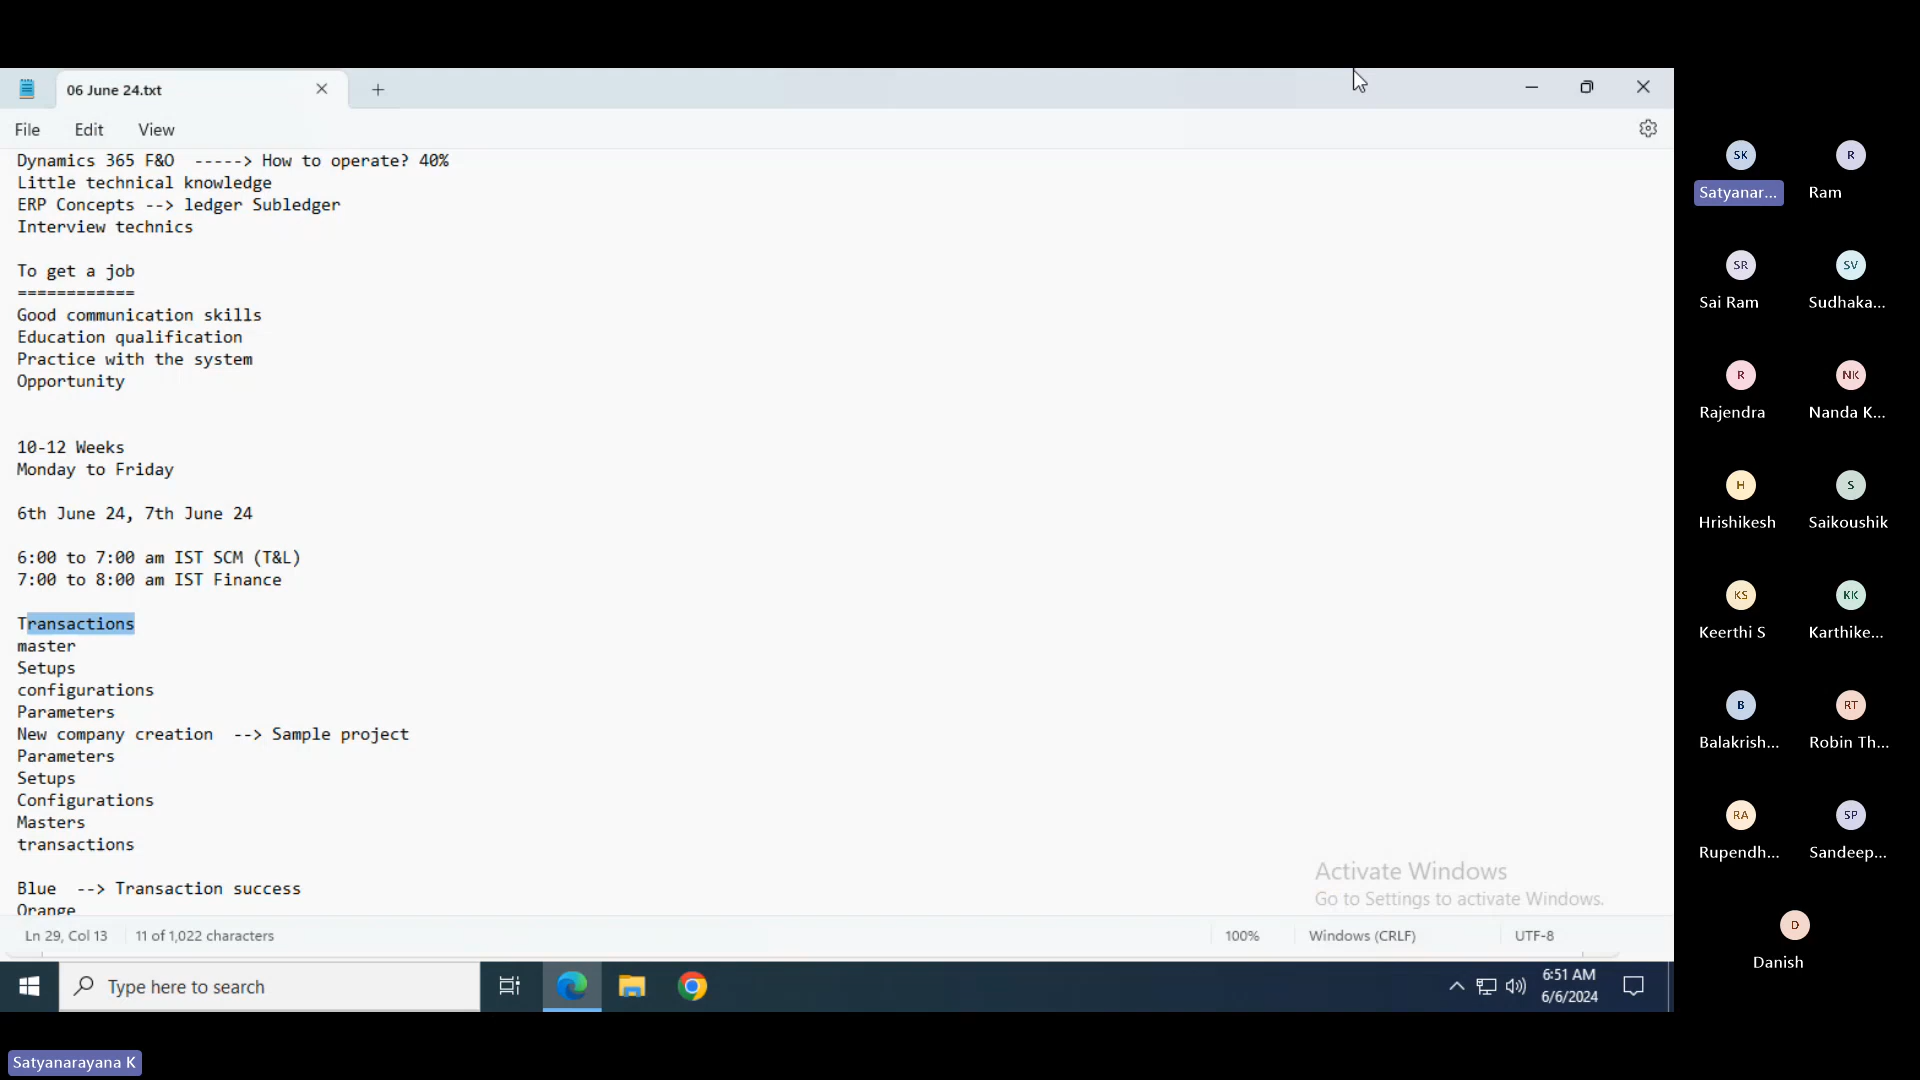 06 June 24.txt
File Edit View
Dynamics 365 F&O -----> How to operate? 40%
Little technical knowledge
ERP Concepts --> ledger Subledger
Interview technics
To get a job
============
Good communication skills
Education qualification
Practice with the system
Opportunity
10-12 Weeks
Monday to Friday
6th June 24, 7th June 24
6:00 to 7:00 am IST SCM (T&L)
7:00 to 8:00 am IST Finance
Transactions
master
Setups
configurations
Parameters
New company creation --> Sample project
Parameters
Setups
Configurations
Masters
transactions
Blue --> Transaction success
Orange
Activate Windows
Go to Settings to activate Windows.
Ln 29, Col 13 11 of 1,022 characters 100% Windows (CRLF) UTF-8
Type here to search
6:51 AM
6/6/2024
SK R
Satyanar... Ram
SR SV
Sai Ram Sudhaka...
R NK
Rajendra Nanda K...
H S
Hrishikesh Saikoushik
KS KK
Keerthi S Karthike...
B RT
Balakrish... Robin Th...
RA SP
Rupendh... Sandeep...
D
Danish
Satyanarayana K